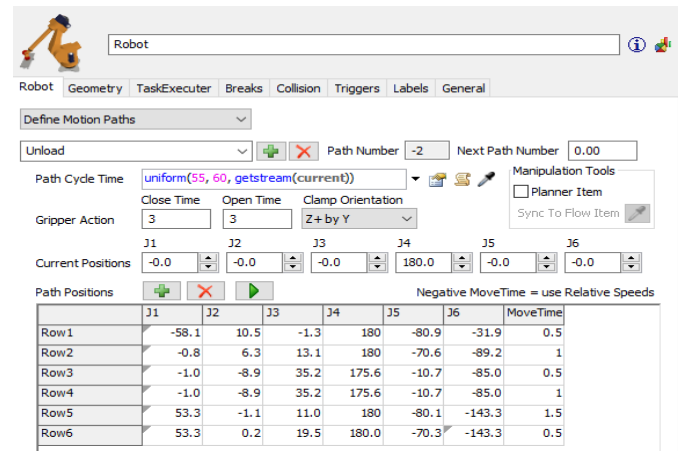 Robot
Robot Geometry TaskExecuter Breaks Collision Triggers Labels General
Define Motion Paths
Unload Path Number -2 Next Path Number 0.00
Path Cycle Time uniform(55, 60, getstream(current)) Manipulation Tools
Planner Item
Close Time Open Time Clamp Orientation
Gripper Action 3 3 Z+ by Y Sync To Flow Item
J1 J2 J3 J4 J5 J6
Current Positions -0.0 -0.0 -0.0 180.0 -0.0 -0.0
Path Positions Negative MoveTime = use Relative Speeds
J1 J2 J3 J4 J5 J6 MoveTime
Row1 -58.1 10.5 -1.3 180 -80.9 -31.9 0.5
Row2 -0.8 6.3 13.1 180 -70.6 -89.2 1
Row3 -1.0 -8.9 35.2 175.6 -10.7 -85.0 0.5
Row4 -1.0 -8.9 35.2 175.6 -10.7 -85.0 1
Row5 53.3 -1.1 11.0 180 -80.1 -143.3 1.5
Row6 53.3 0.2 19.5 180.0 -70.3 -143.3 0.5